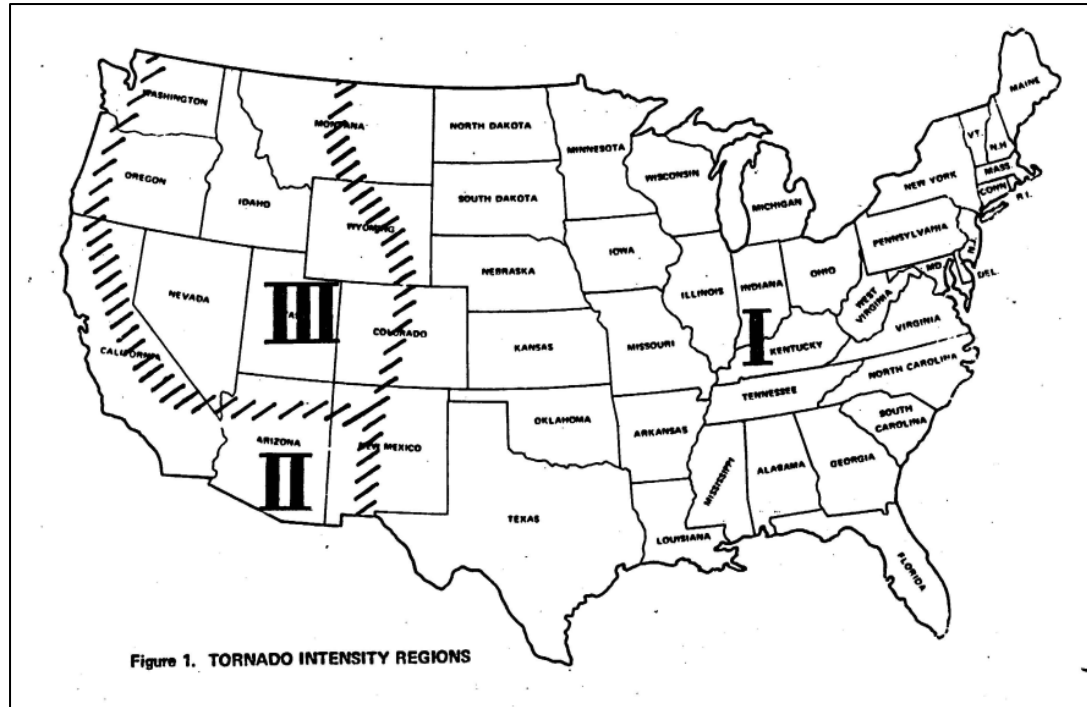 MAINE
WASHINGTON
MONTANA
NORTH DAKOTA
MINNESOTA
VT.
N.H
OREGON
IDAHO
SOUTH DAKOTA
WISCONSIN
MICHIGAN
NEW YORK
MASS.
CONN
R.I.
WYOMING
IOWA
PENNSYLVANIA
N.J.
NEBRASKA
NEVADA
ILLINOIS
INDIANA
OHIO
MD
DEL.
WEST
VIRGINIA
III
COLORADO
KANSAS
MISSOURI
I
KENTUCKY
VIRGINIA
CALIFORNIA
NORTH CAROLINA
TENNESSEE
ARIZONA
NEW MEXICO
OKLAHOMA
ARKANSAS
SOUTH
CAROLINA
II
MISSISSIPPI
ALABAMA
GEORGIA
TEXAS
LOUISIANA
FLORIDA
Figure 1. TORNADO INTENSITY REGIONS